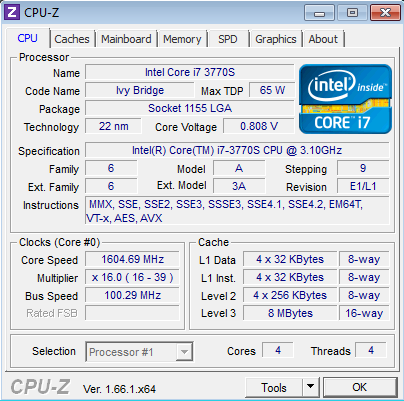 CPU-Z
CPU Caches Mainboard Memory SPD Graphics About
Processor
Name Intel Core i7 3770S
Code Name Ivy Bridge Max TDP 65 W
Package Socket 1155 LGA
Technology 22 nm Core Voltage 0.808 V
intel inside™
CORE™ i7
Specification Intel(R) Core(TM) i7-3770S CPU @ 3.10GHz
Family 6 Model A Stepping 9
Ext. Family 6 Ext. Model 3A Revision E1/L1
Instructions MMX, SSE, SSE2, SSE3, SSSE3, SSE4.1, SSE4.2, EM64T,
VT-x, AES, AVX
Clocks (Core #0)
Core Speed 1604.69 MHz
Multiplier x 16.0 ( 16 - 39 )
Bus Speed 100.29 MHz
Rated FSB
Cache
L1 Data 4 x 32 KBytes 8-way
L1 Inst. 4 x 32 KBytes 8-way
Level 2 4 x 256 KBytes 8-way
Level 3 8 MBytes 16-way
Selection Processor #1 Cores 4 Threads 4
CPU-Z Ver. 1.66.1.x64 Tools OK